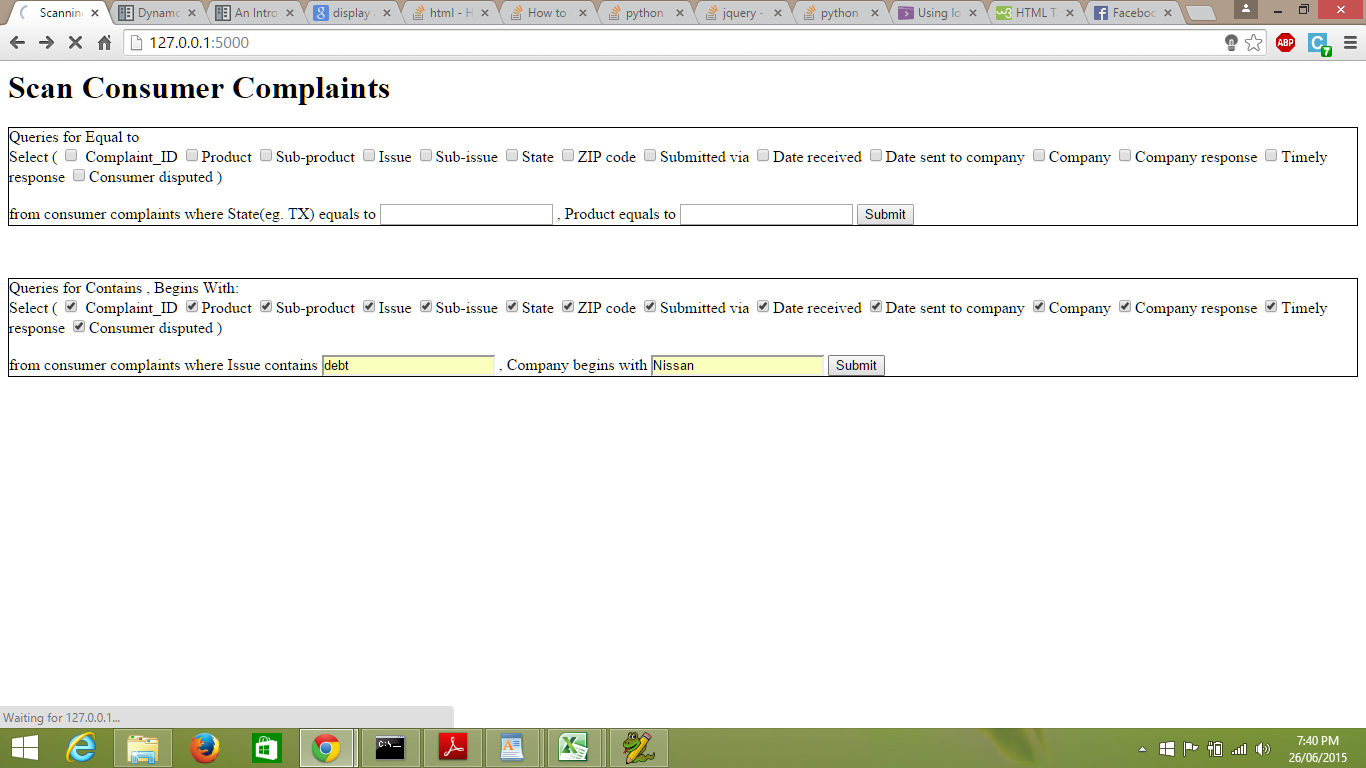 Scannin Dynamo An Intro display html - H How to python jquery - python Using lo HTML T Faceboo
127.0.0.1:5000 ABP C 7
Scan Consumer Complaints
Queries for Equal to
Select ( Complaint_ID Product Sub-product Issue Sub-issue State ZIP code Submitted via Date received Date sent to company Company Company response Timely
response Consumer disputed )
from consumer complaints where State(eg. TX) equals to , Product equals to Submit
Queries for Contains , Begins With:
Select ( Complaint_ID Product Sub-product Issue Sub-issue State ZIP code Submitted via Date received Date sent to company Company Company response Timely
response Consumer disputed )
from consumer complaints where Issue contains debt , Company begins with Nissan Submit
Waiting for 127.0.0.1...
7:40 PM
26/06/2015